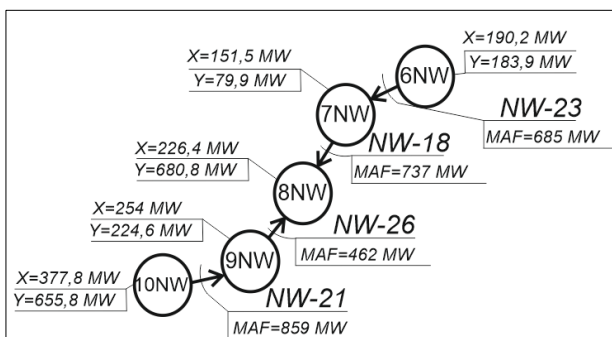 X=190,2 MW
Y=183,9 MW
6NW
X=151,5 MW
Y=79,9 MW
7NW
NW-23
MAF=685 MW
NW-18
MAF=737 MW
X=226,4 MW
Y=680,8 MW
8NW
NW-26
MAF=462 MW
X=254 MW
Y=224,6 MW
9NW
X=377,8 MW
Y=655,8 MW
10NW
NW-21
MAF=859 MW